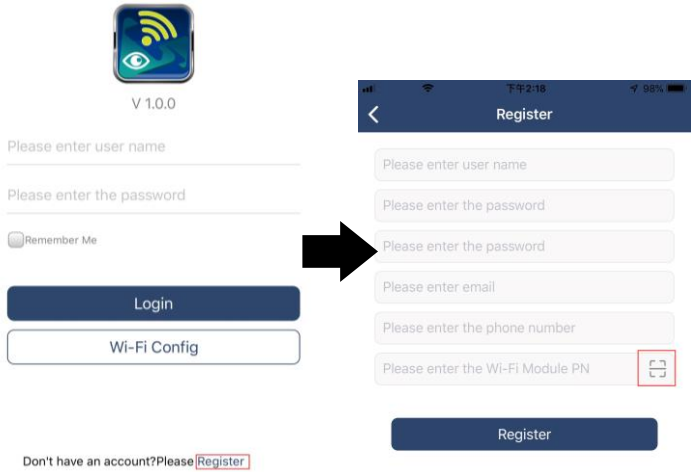 V 1.0.0
Please enter user name
Please enter the password
Remember Me
Login
Wi-Fi Config
Don't have an account?Please Register
下午2:18
98%
Register
Please enter user name
Please enter the password
Please enter the password
Please enter email
Please enter the phone number
Please enter the Wi-Fi Module PN
Register